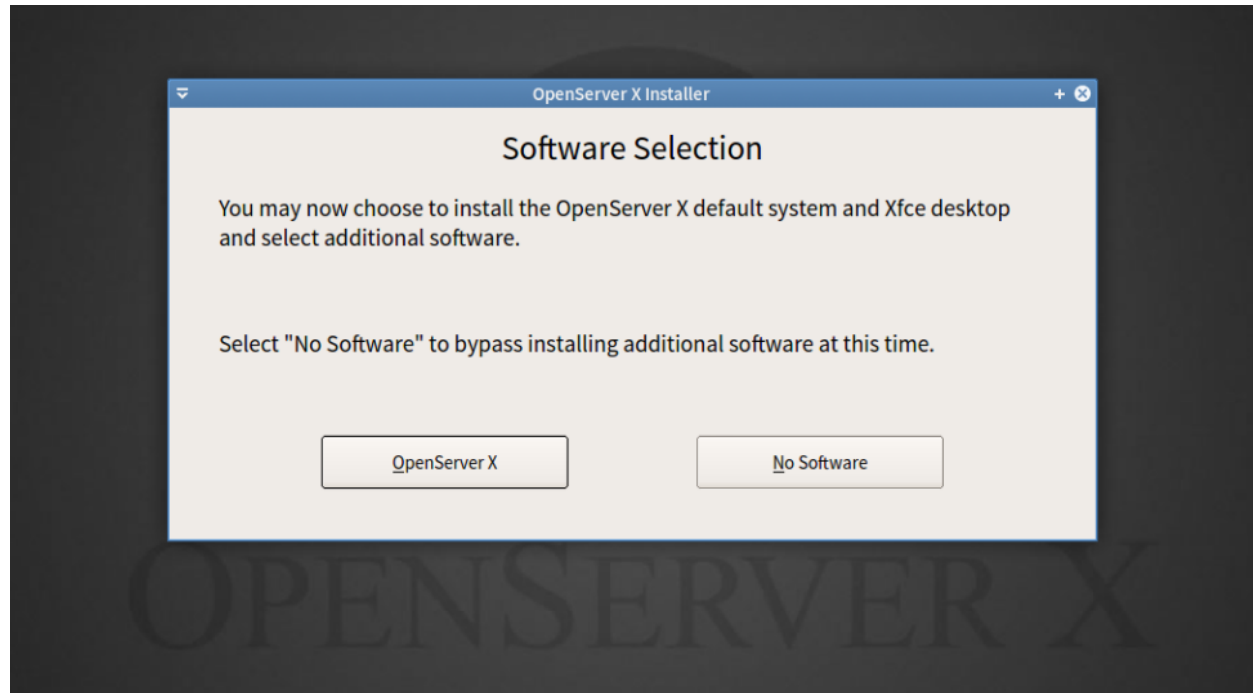 OpenServer X Installer
Software Selection
You may now choose to install the OpenServer X default system and Xfce desktop
and select additional software.
Select "No Software" to bypass installing additional software at this time.
OpenServer X
No Software
OPENSERVER X